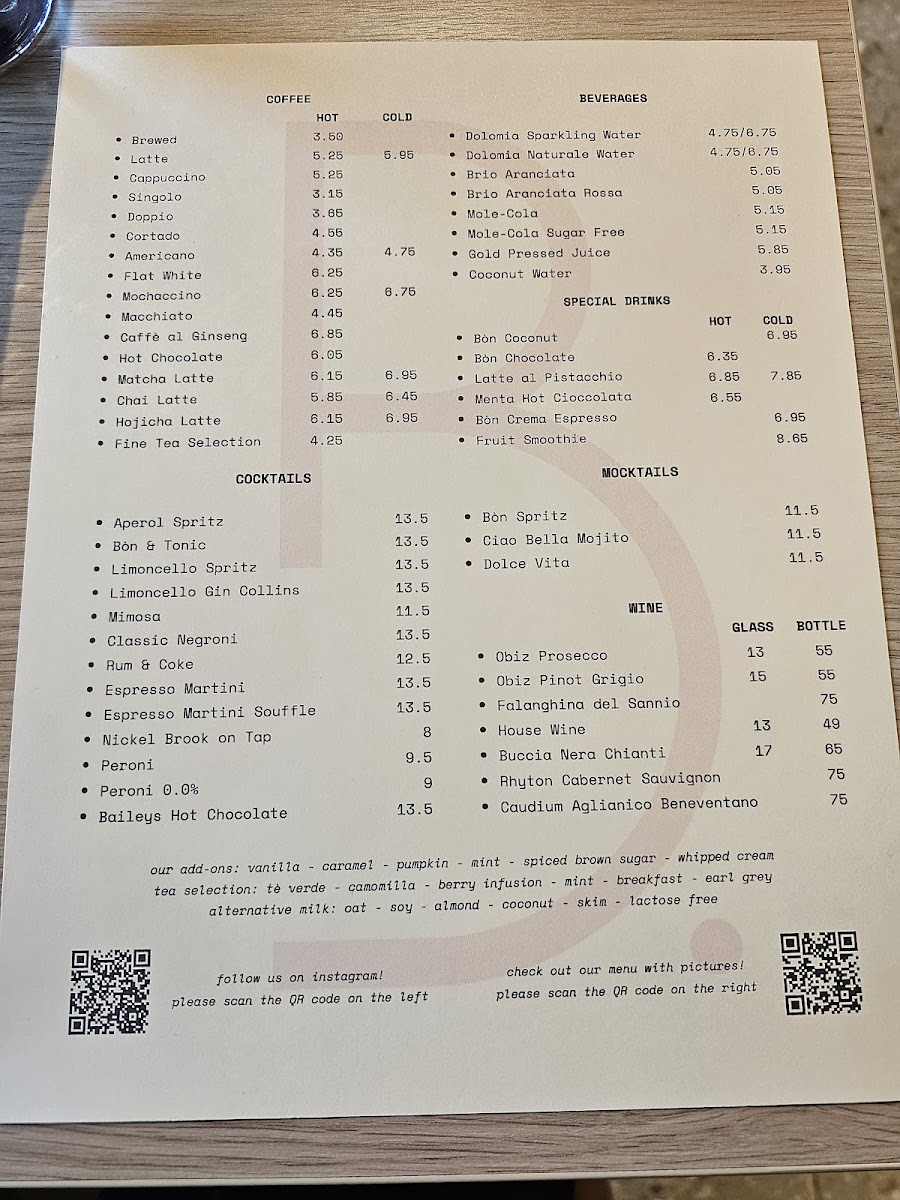 COFFEE
HOT COLD
• Brewed 3.50
• Latte 5.25 5.95
• Cappuccino 5.25
• Singolo 3.15
• Doppio 3.65
• Cortado 4.55
• Americano 4.35 4.75
• Flat White 6.25
• Mochaccino 6.25 6.75
• Macchiato 4.45
• Caffè al Ginseng 6.85
• Hot Chocolate 6.05
• Matcha Latte 6.15 6.95
• Chai Latte 5.85 6.45
• Hojicha Latte 6.15 6.95
• Fine Tea Selection 4.25
BEVERAGES
• Dolomia Sparkling Water 4.75/6.75
• Dolomia Naturale Water 4.75/6.75
• Brio Aranciata 5.05
• Brio Aranciata Rossa 5.05
• Mole-Cola 5.15
• Mole-Cola Sugar Free 5.15
• Gold Pressed Juice 5.85
• Coconut Water 3.95
SPECIAL DRINKS
HOT COLD
• Bòn Coconut 6.95
• Bòn Chocolate 6.35
• Latte al Pistacchio 6.85 7.85
• Menta Hot Cioccolata 6.55
• Bòn Crema Espresso 6.95
• Fruit Smoothie 8.65
COCKTAILS
• Aperol Spritz 13.5
• Bòn & Tonic 13.5
• Limoncello Spritz 13.5
• Limoncello Gin Collins 13.5
• Mimosa 11.5
• Classic Negroni 13.5
• Rum & Coke 12.5
• Espresso Martini 13.5
• Espresso Martini Souffle 13.5
• Nickel Brook on Tap 8
• Peroni 9.5
• Peroni 0.0% 9
• Baileys Hot Chocolate 13.5
MOCKTAILS
• Bòn Spritz 11.5
• Ciao Bella Mojito 11.5
• Dolce Vita 11.5
WINE
GLASS BOTTLE
• Obiz Prosecco 13 55
• Obiz Pinot Grigio 15 55
• Falanghina del Sannio 75
• House Wine 13 49
• Buccia Nera Chianti 17 65
• Rhyton Cabernet Sauvignon 75
• Caudium Aglianico Beneventano 75
our add-ons: vanilla - caramel - pumpkin - mint - spiced brown sugar - whipped cream
tea selection: tè verde - camomilla - berry infusion - mint - breakfast - earl grey
alternative milk: oat - soy - almond - coconut - skim - lactose free
follow us on instagram!
please scan the QR code on the left
check out our menu with pictures!
please scan the QR code on the right
B.